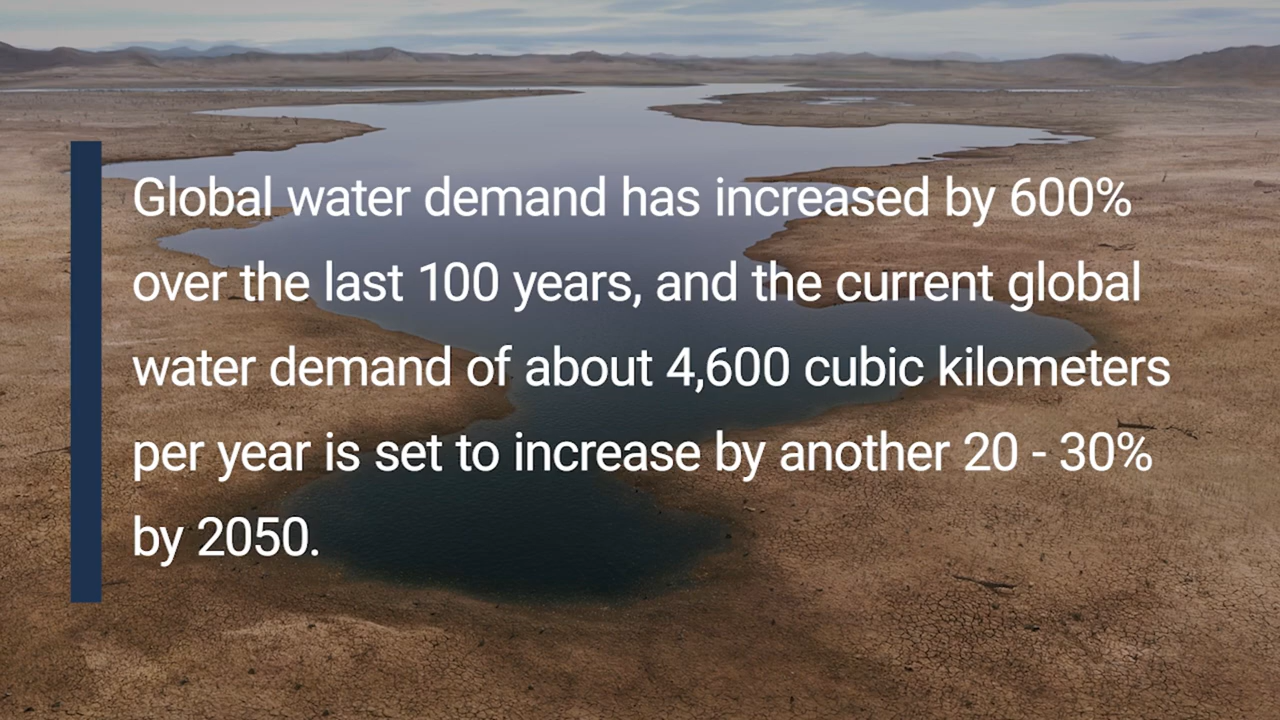 Global water demand has increased by 600%
over the last 100 years, and the current global
water demand of about 4,600 cubic kilometers
per year is set to increase by another 20 - 30%
by 2050.